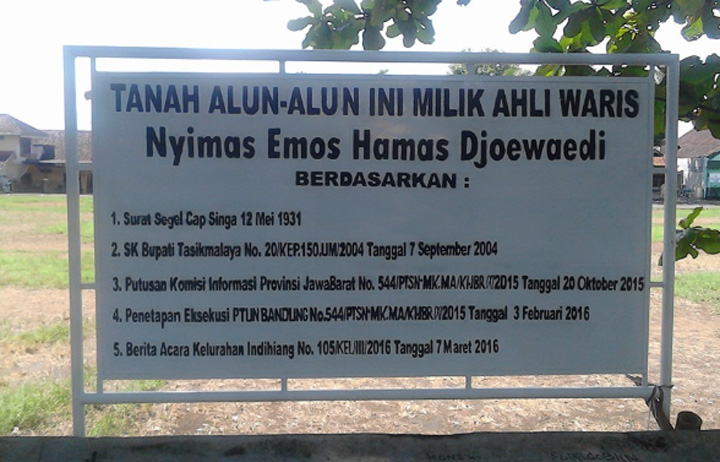 TANAH ALUN-ALUN INI MILIK AHLI WARIS
Nyimas Emos Hamas Djoewaedi
BERDASARKAN :
1. Surat Segel Cap Singa 12 Mei 1931
2. SK Bupati Tasikmalaya No. 20/KEP.150.UM/2004 Tanggal 7 September 2004
3. Putusan Komisi Informasi Provinsi JawaBarat No. 544/PTSN-MK.MA/KI-JBR/X/2015 Tanggal 20 Oktober 2015
4. Penetapan Eksekusi PTUN BANDUNG No.544/PTSN-MK.MA/KI-JBR/X/2015 Tanggal 3 Februari 2016
5. Berita Acara Kelurahan Indihiang No. 105/KEL/III/2016 Tanggal 7 Maret 2016